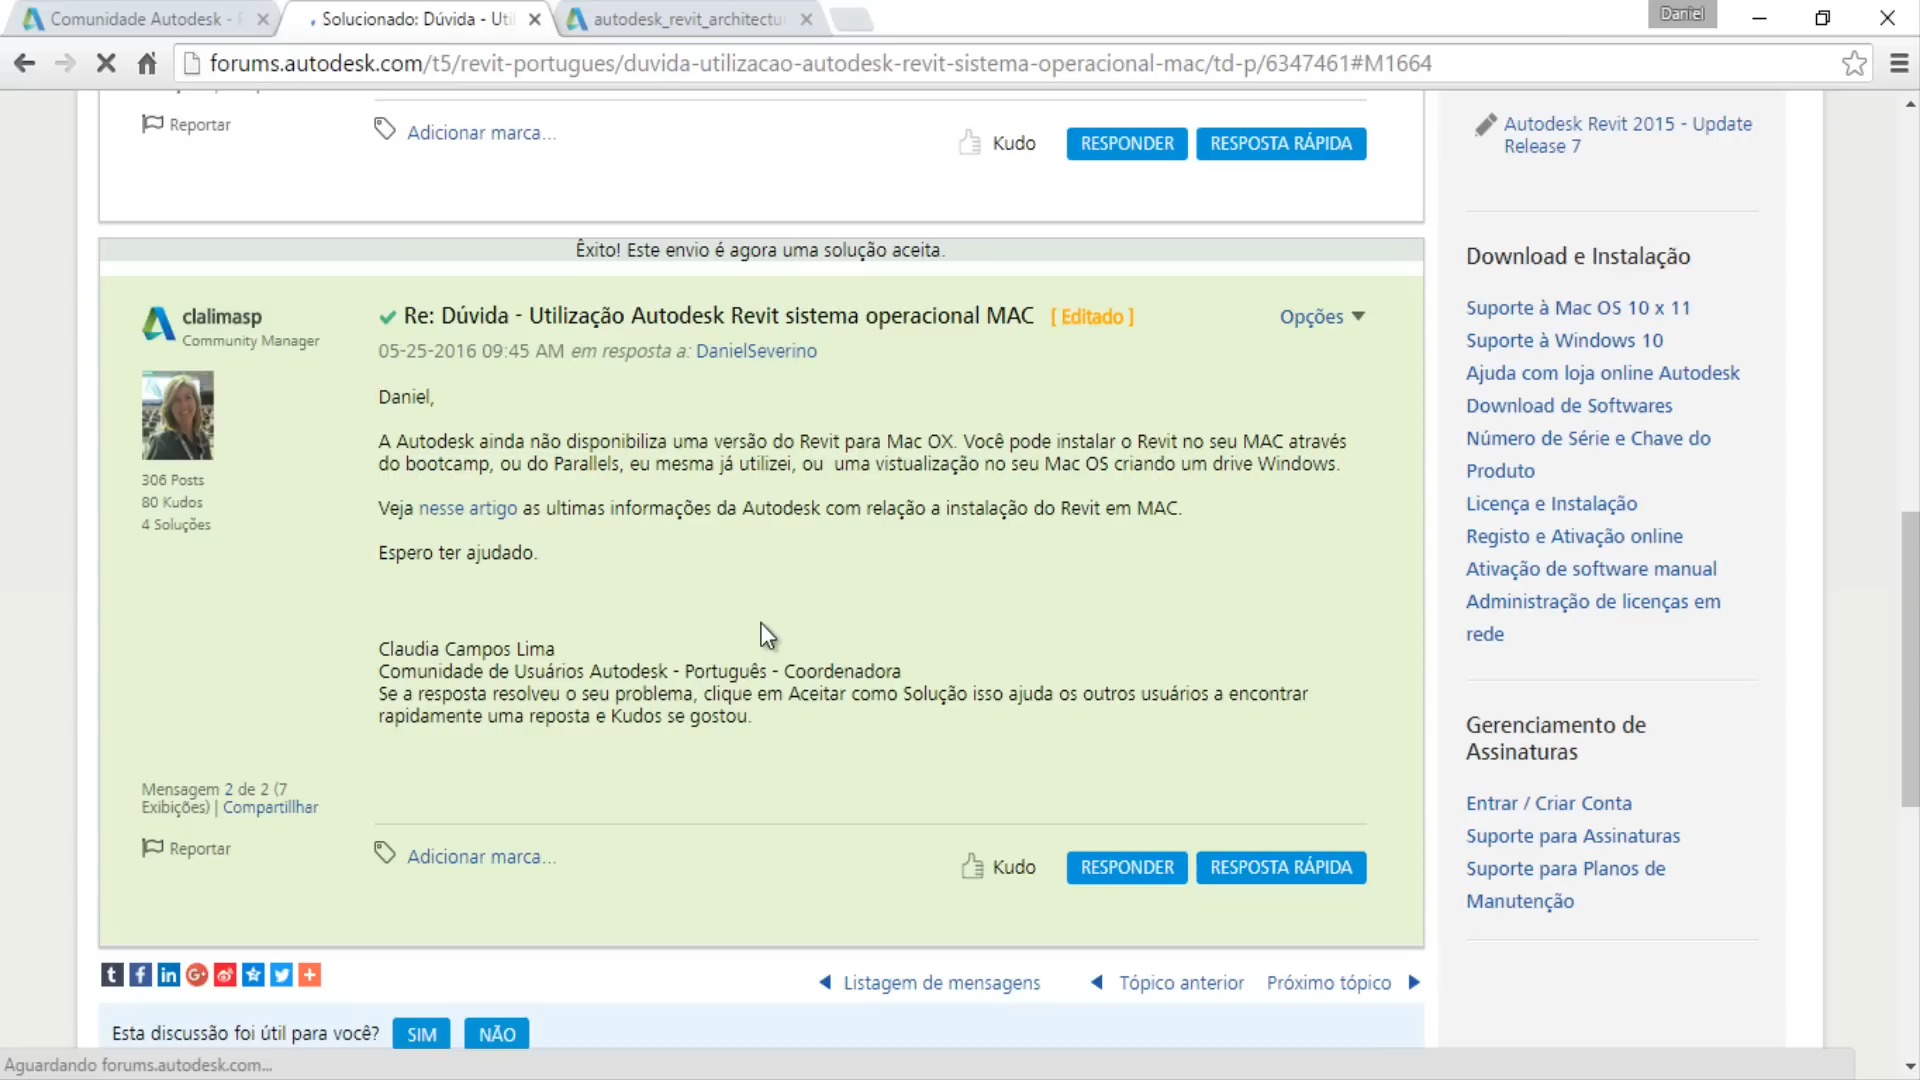 Comunidade Autodesk -
Solucionado: Dúvida - Uti
autodesk_revit_architectu
Daniel
forums.autodesk.com/t5/revit-portugues/duvida-utilizacao-autodesk-revit-sistema-operacional-mac/td-p/6347461#M1664
Reportar
Adicionar marca...
Kudo
RESPONDER
RESPOSTA RÁPIDA
Êxito! Este envio é agora uma solução aceita.
clalimasp
Community Manager
306 Posts
80 Kudos
4 Soluções
Re: Dúvida - Utilização Autodesk Revit sistema operacional MAC [ Editado ]
Opções
05-25-2016 09:45 AM em resposta a: DanielSeverino
Daniel,
A Autodesk ainda não disponibiliza uma versão do Revit para Mac OX. Você pode instalar o Revit no seu MAC através
do bootcamp, ou do Parallels, eu mesma já utilizei, ou uma vistualização no seu Mac OS criando um drive Windows.
Veja nesse artigo as ultimas informações da Autodesk com relação a instalação do Revit em MAC.
Espero ter ajudado.
Claudia Campos Lima
Comunidade de Usuários Autodesk - Português - Coordenadora
Se a resposta resolveu o seu problema, clique em Aceitar como Solução isso ajuda os outros usuários a encontrar
rapidamente uma reposta e Kudos se gostou.
Mensagem 2 de 2 (7
Exibições) | Compartillhar
Reportar
Adicionar marca...
Kudo
RESPONDER
RESPOSTA RÁPIDA
Listagem de mensagens
Tópico anterior
Próximo tópico
Esta discussão foi útil para você?
SIM
NÃO
Aguardando forums.autodesk.com...
Autodesk Revit 2015 - Update
Release 7
Download e Instalação
Suporte à Mac OS 10 x 11
Suporte à Windows 10
Ajuda com loja online Autodesk
Download de Softwares
Número de Série e Chave do
Produto
Licença e Instalação
Registo e Ativação online
Ativação de software manual
Administração de licenças em
rede
Gerenciamento de
Assinaturas
Entrar / Criar Conta
Suporte para Assinaturas
Suporte para Planos de
Manutenção